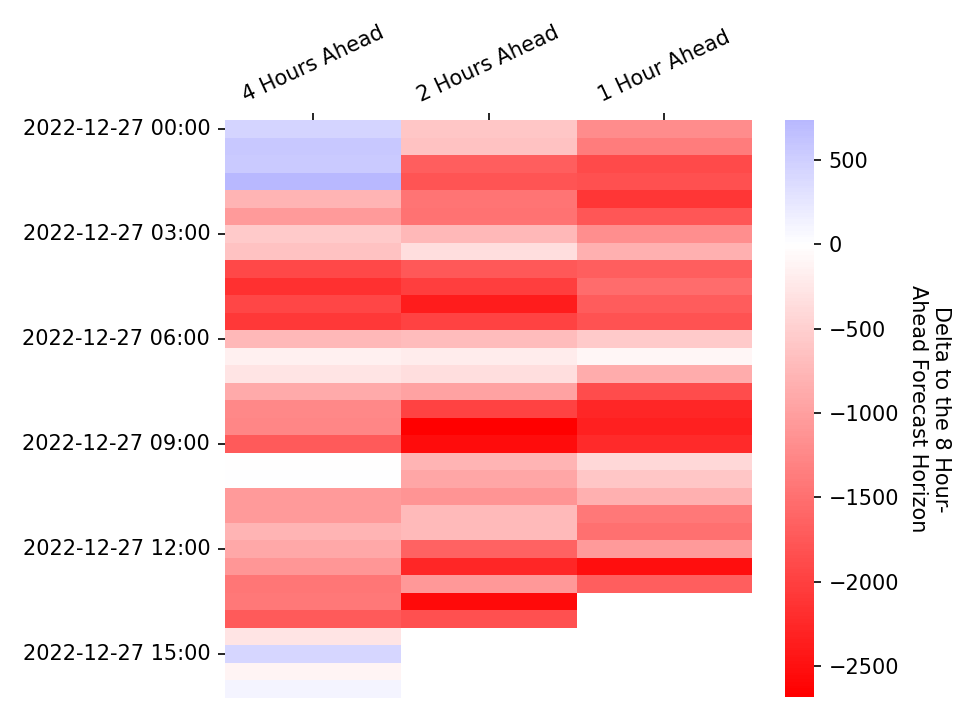 4 Hours Ahead
2 Hours Ahead
1 Hour Ahead
2022-12-27 00:00
2022-12-27 03:00
2022-12-27 06:00
2022-12-27 09:00
2022-12-27 12:00
2022-12-27 15:00
500
0
−500
−1000
−1500
−2000
−2500
Delta to the 8 Hour-
Ahead Forecast Horizon